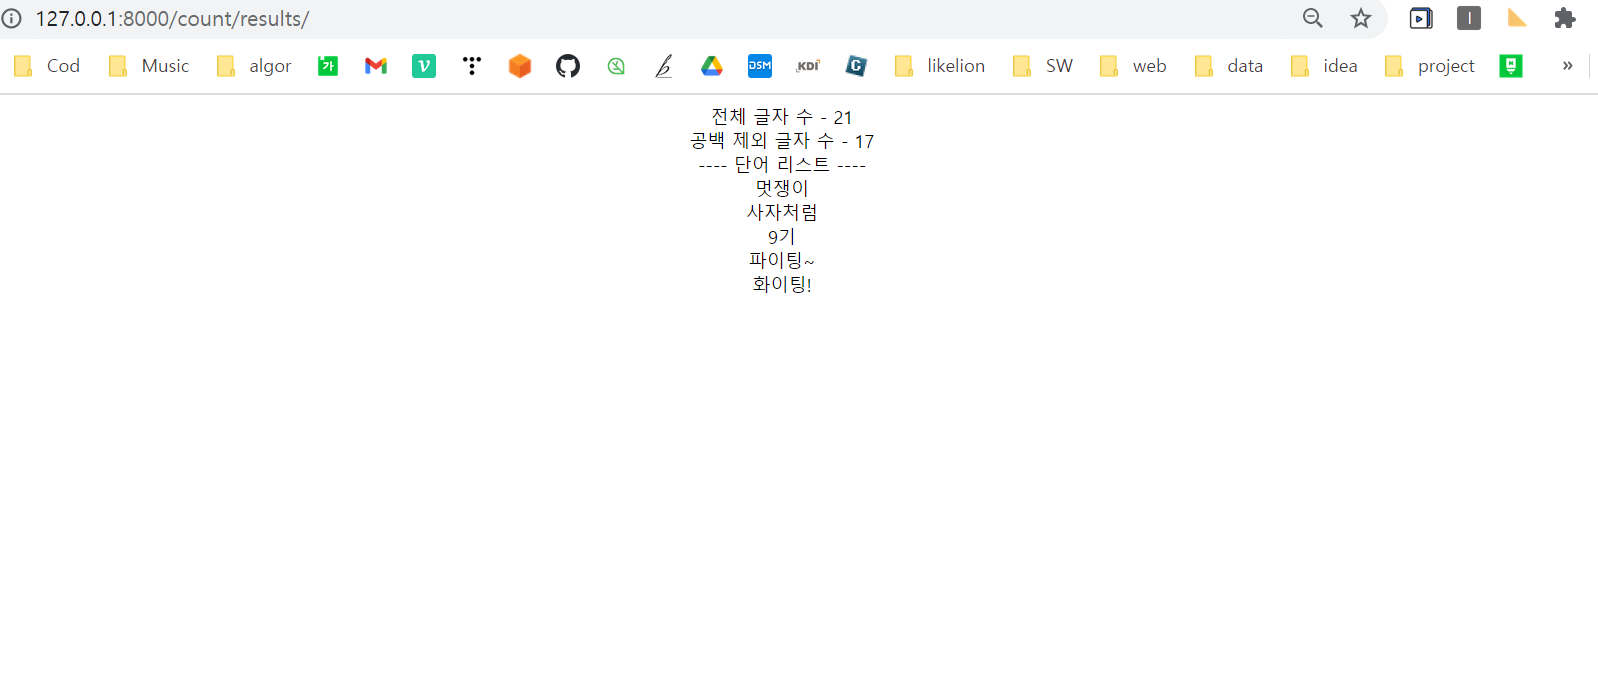 127.0.0.1:8000/count/results/
Cod Music algor 가 M V DSM KDI C likelion SW web data idea project N »
전체 글자 수 - 21
공백 제외 글자 수 - 17
---- 단어 리스트 ----
멋쟁이
사자처럼
9기
파이팅~
화이팅!